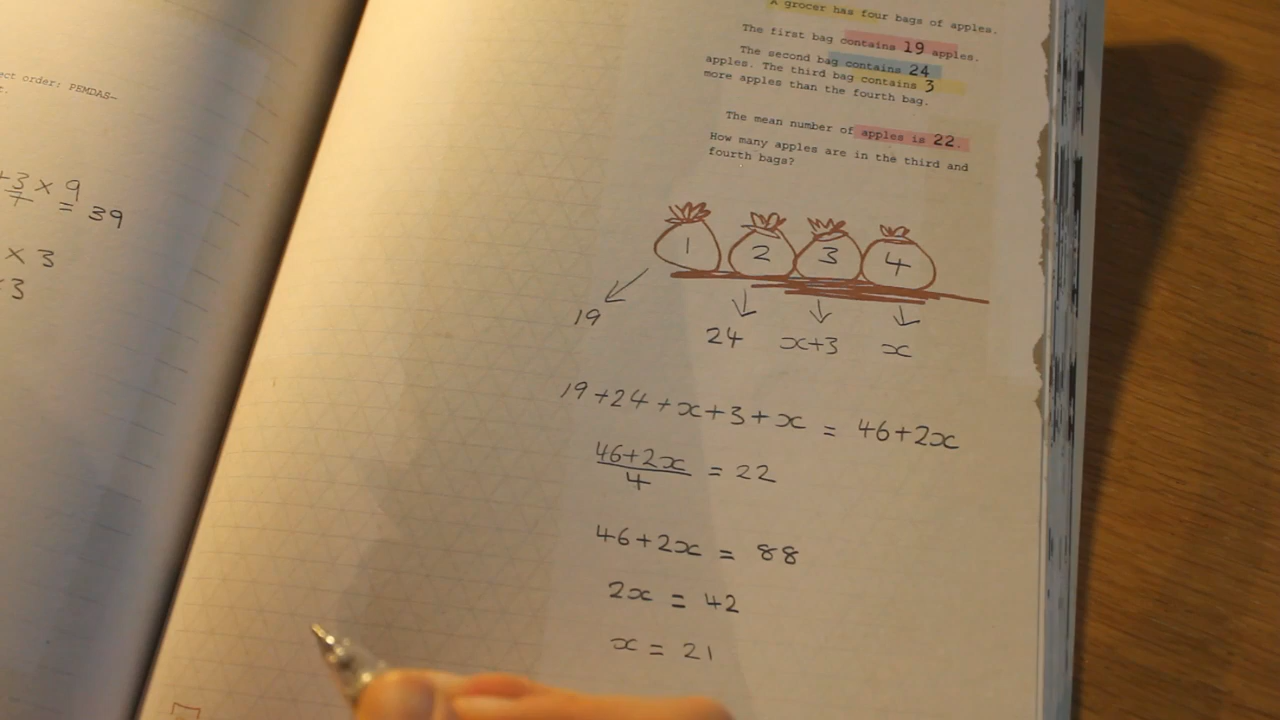 ect order: PEMDAS-
t.
+3 × 9
= 39
× 3
×3
A grocer has four bags of apples.
The first bag contains 19 apples.
The second bag contains 24
apples. The third bag contains 3
more apples than the fourth bag.
The mean number of apples is 22.
How many apples are in the third and
fourth bags?
1 2 3 4
19 24 x+3 x
19+24+x+3+x = 46+2x
46+2x
4
= 22
46+2x = 88
2x = 42
x = 21